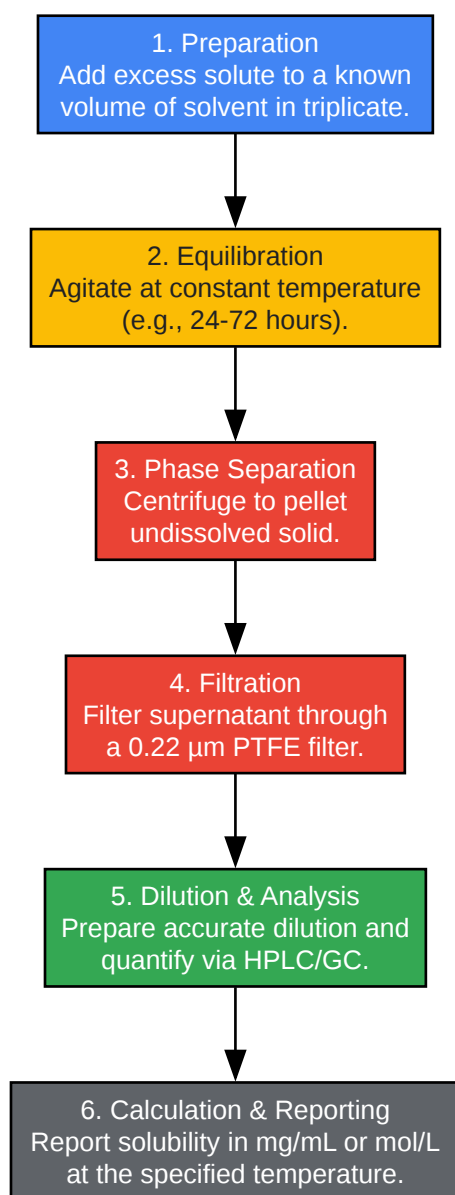 1. Preparation
Add excess solute to a known
volume of solvent in triplicate.
2. Equilibration
Agitate at constant temperature
(e.g., 24-72 hours).
3. Phase Separation
Centrifuge to pellet
undissolved solid.
4. Filtration
Filter supernatant through
a 0.22 µm PTFE filter.
5. Dilution & Analysis
Prepare accurate dilution and
quantify via HPLC/GC.
6. Calculation & Reporting
Report solubility in mg/mL or mol/L
at the specified temperature.